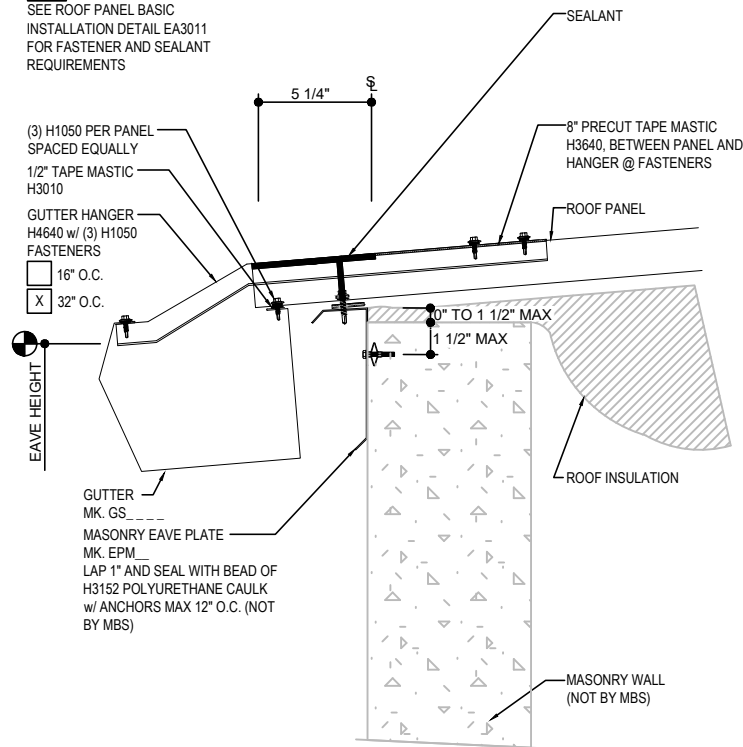 SEE ROOF PANEL BASIC
INSTALLATION DETAIL EA3011
FOR FASTENER AND SEALANT
REQUIREMENTS
SEALANT
5 1/4"
(3) H1050 PER PANEL
SPACED EQUALLY
1/2" TAPE MASTIC
H3010
GUTTER HANGER
H4640 w/ (3) H1050
FASTENERS
16" O.C.
X 32" O.C.
8" PRECUT TAPE MASTIC
H3640, BETWEEN PANEL AND
HANGER @ FASTENERS
ROOF PANEL
0" TO 1 1/2" MAX
1 1/2" MAX
EAVE HEIGHT
ROOF INSULATION
GUTTER
MK. GS_ _ _ _
MASONRY EAVE PLATE
MK. EPM__
LAP 1" AND SEAL WITH BEAD OF
H3152 POLYURETHANE CAULK
w/ ANCHORS MAX 12" O.C. (NOT
BY MBS)
MASONRY WALL
(NOT BY MBS)